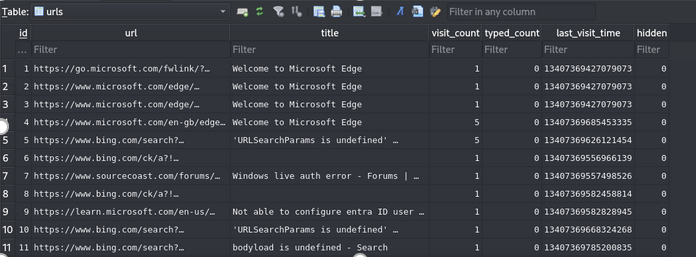 Table: urls Filter in any column
id url title visit_count typed_count last_visit_time hidden
... Filter Filter Filter Filter Filter Filter
1 1 https://go.microsoft.com/fwlink/?… Welcome to Microsoft Edge 1 0 13407369427079073 0
2 2 https://www.microsoft.com/edge/… Welcome to Microsoft Edge 1 0 13407369427079073 0
3 3 https://www.microsoft.com/edge/… Welcome to Microsoft Edge 1 0 13407369427079073 0
4 https://www.microsoft.com/en-gb/edge… Welcome to Microsoft Edge 5 0 13407369685453335 0
5 5 https://www.bing.com/search?… 'URLSearchParams is undefined' … 5 0 13407369626121454 0
6 6 https://www.bing.com/ck/a?!… 1 0 13407369556966139 0
7 7 https://www.sourcoast.com/forums/… Windows live auth error - Forums | … 1 0 13407369557498526 0
8 8 https://www.bing.com/ck/a?!… 1 0 13407369582458814 0
9 9 https://learn.microsoft.com/en-us/… Not able to configure entra ID user … 1 0 13407369582828945 0
10 10 https://www.bing.com/search?… 'URLSearchParams is undefined' … 1 0 13407369668324268 0
11 11 https://www.bing.com/search?… bodyload is undefined - Search 1 0 13407369785200835 0